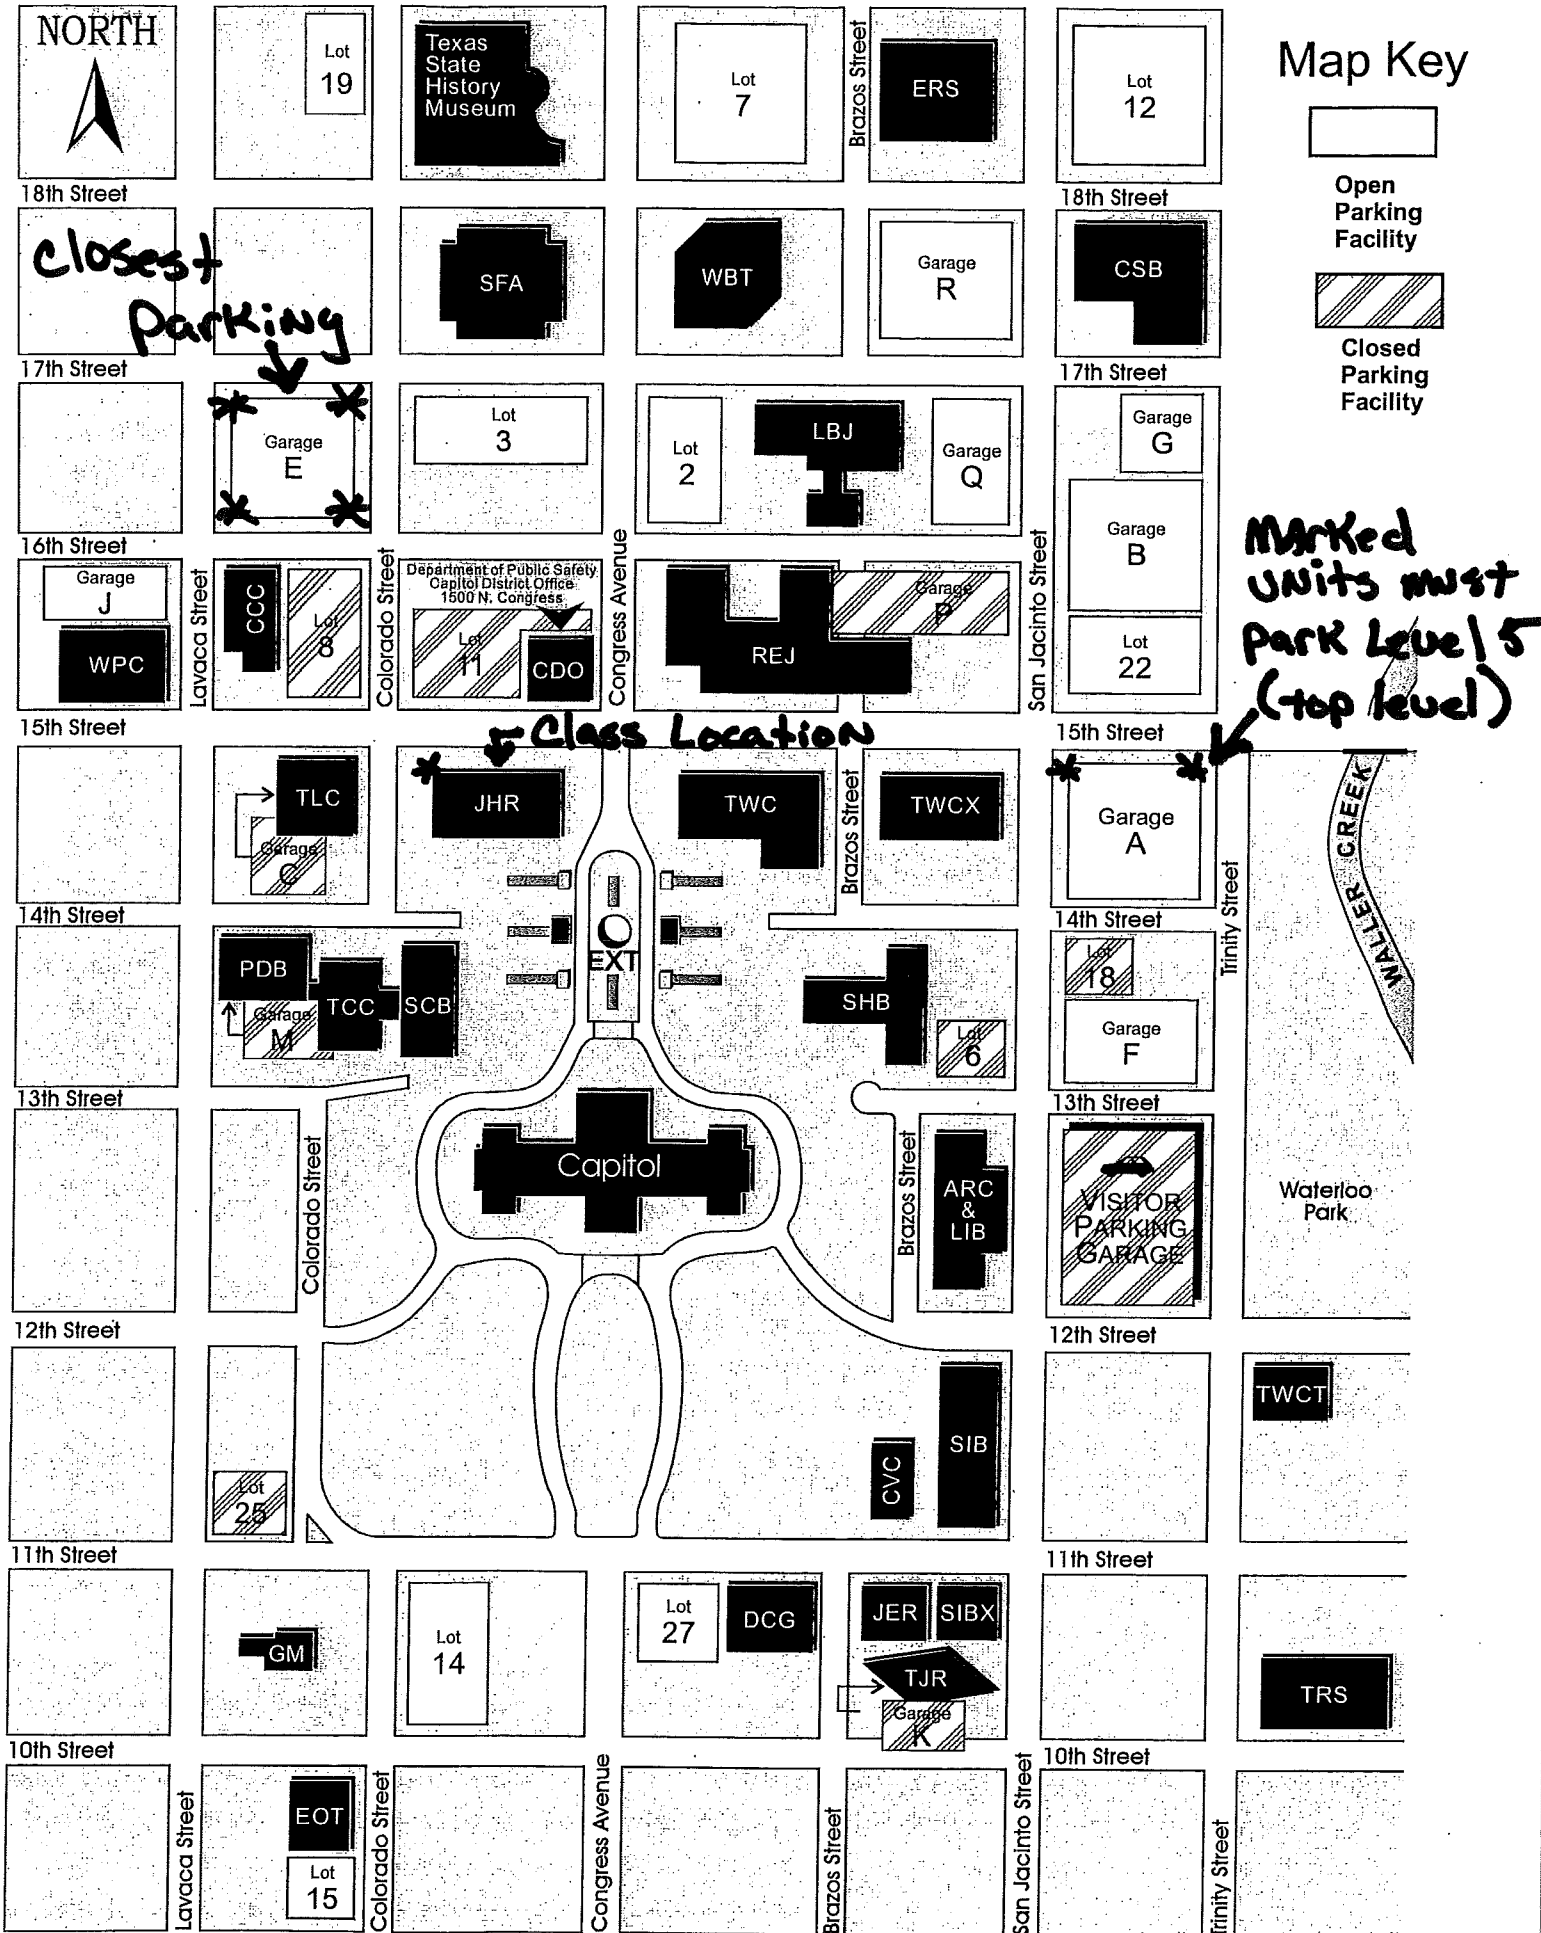 NORTH
Lot
19
Texas
State
History
Museum
Lot
7
Brazos Street
ERS
Lot
12
Map Key
Open
Parking
Facility
Closed
Parking
Facility
18th Street
18th Street
Closest
Parking
SFA
WBT
Garage
R
CSB
17th Street
17th Street
Garage
E
Lot
3
Lot
2
LBJ
Garage
Q
Garage
G
Garage
B
Lot
22
MArked
UNits must
park Level 5
(top level)
16th Street
Garage
J
WPC
Lavaca Street
CCC
Lot
8
Colorado Street
Department of Public Safety
Capitol District Office
1500 N. Congress
Lot
11
CDO
Congress Avenue
REJ
Garage
P
San Jacinto Street
15th Street
15th Street
Class Location
TLC
Garage
C
JHR
TWC
Brazos Street
TWCX
Garage
A
Trinity Street
WALLER CREEK
14th Street
14th Street
PDB
Garage
M
TCC
SCB
EXT
SHB
Lot
6
Lot
18
Garage
F
13th Street
13th Street
Colorado Street
Capitol
Brazos Street
ARC
&
LIB
VISITOR
PARKING
GARAGE
Waterloo
Park
12th Street
12th Street
Lot
25
CVC
SIB
TWCT
11th Street
11th Street
GM
Lot
14
Lot
27
DCG
JER
SIBX
TJR
Garage
K
TRS
10th Street
10th Street
Lavaca Street
EOT
Lot
15
Colorado Street
Congress Avenue
Brazos Street
San Jacinto Street
Trinity Street